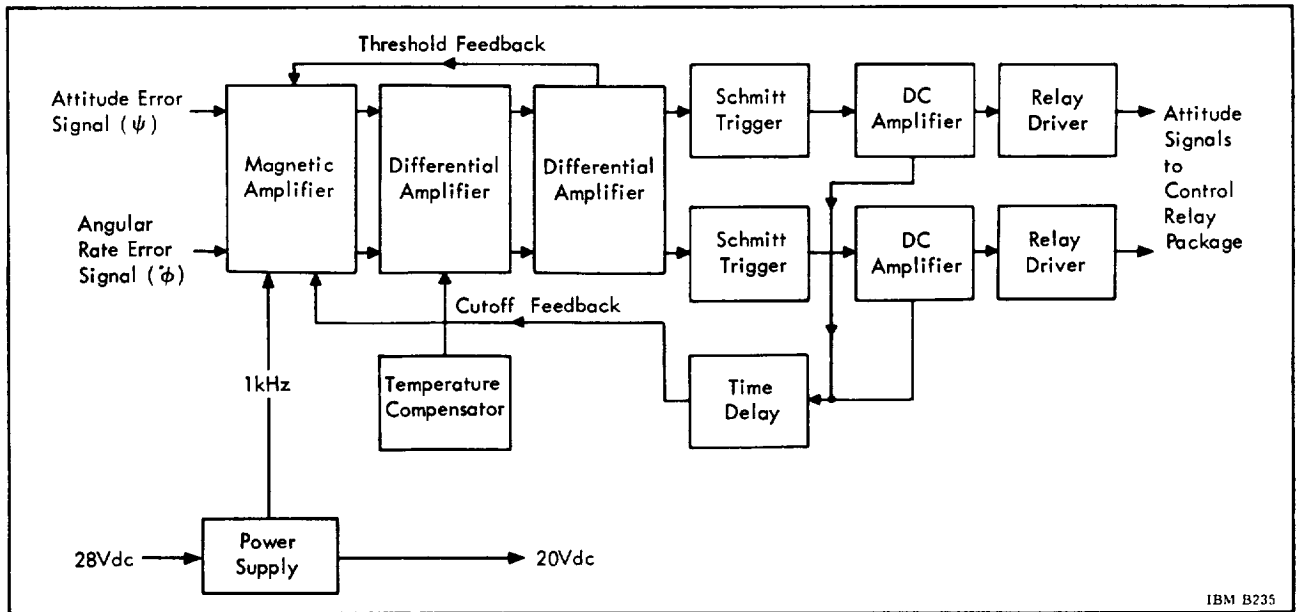 Threshold Feedback
Attitude Error
Signal (ψ)
Angular
Rate Error
Signal (φ̇)
Magnetic
Amplifier
Differential
Amplifier
Differential
Amplifier
Schmitt
Trigger
DC
Amplifier
Relay
Driver
Attitude
Signals
to
Control
Relay
Package
Schmitt
Trigger
DC
Amplifier
Relay
Driver
Cutoff Feedback
1kHz
Temperature
Compensator
Time
Delay
28Vdc
Power
Supply
20Vdc
IBM B235